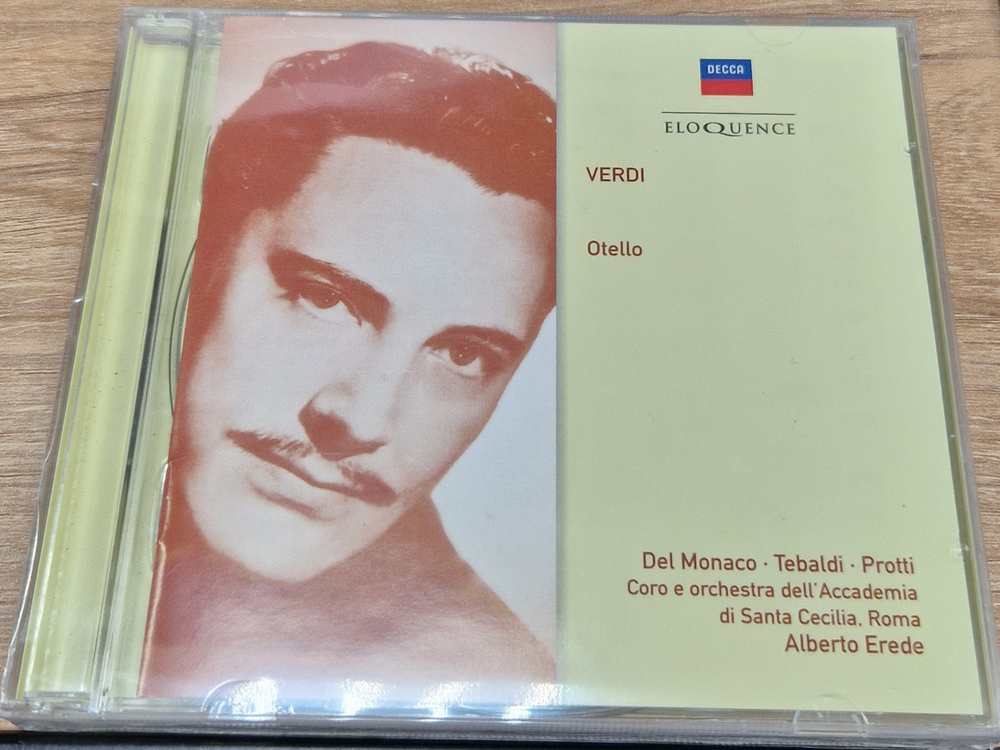 DECCA
ELOQUENCE
VERDI
Otello
Del Monaco · Tebaldi · Protti
Coro e orchestra dell'Accademia
di Santa Cecilia, Roma
Alberto Erede